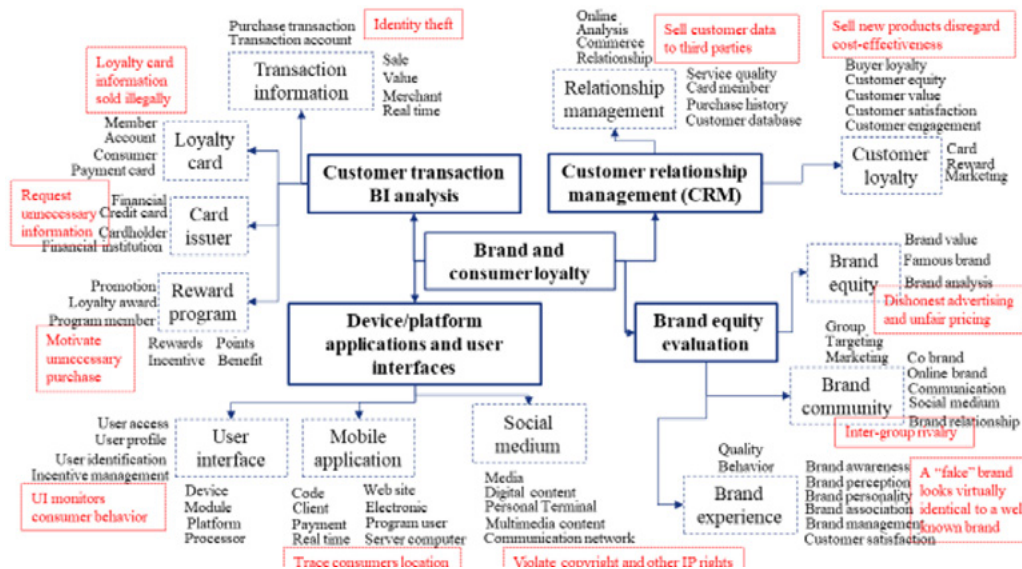 Purchase transaction
Transaction account
Identity theft
Transaction
information
Sale
Value
Merchant
Real time
Loyalty card
information
sold illegally
Member
Account
Consumer
Payment card
Loyalty
card
Request
unnecessary
information
Financial
Credit card
Cardholder
Financial institution
Card
issuer
Promotion
Loyalty award
Program member
Reward
program
Rewards Points
Incentive Benefit
Motivate
unnecessary
purchase
Customer transaction
BI analysis
Online
Analysis
Commerce
Relationship
Sell customer data
to third parties
Relationship
management
Service quality
Card member
Purchase history
Customer database
Sell new products disregard
cost-effectiveness
Buyer loyalty
Customer equity
Customer value
Customer satisfaction
Customer engagement
Customer
loyalty
Card
Reward
Marketing
Customer relationship
management (CRM)
Brand and
consumer loyalty
Device/platform
applications and user
interfaces
Brand equity
evaluation
Brand
equity
Brand value
Famous brand
Brand analysis
Dishonest advertising
and unfair pricing
Group
Targeting
Marketing
Brand
community
Co brand
Online brand
Communication
Social medium
Brand relationship
Inter-group rivalry
Quality
Behavior
Brand
experience
Brand awareness
Brand perception
Brand personality
Brand association
Brand management
Customer satisfaction
A “fake” brand
looks virtually
identical to a well
known brand
User access
User profile
User identification
Incentive management
User
interface
UI monitors
consumer behavior
Device
Module
Platform
Processor
Mobile
application
Code
Client
Payment
Real time
Web site
Electronic
Program user
Server computer
Trace consumers location
Social
medium
Media
Digital content
Personal Terminal
Multimedia content
Communication network
Violate copyright and other IP rights